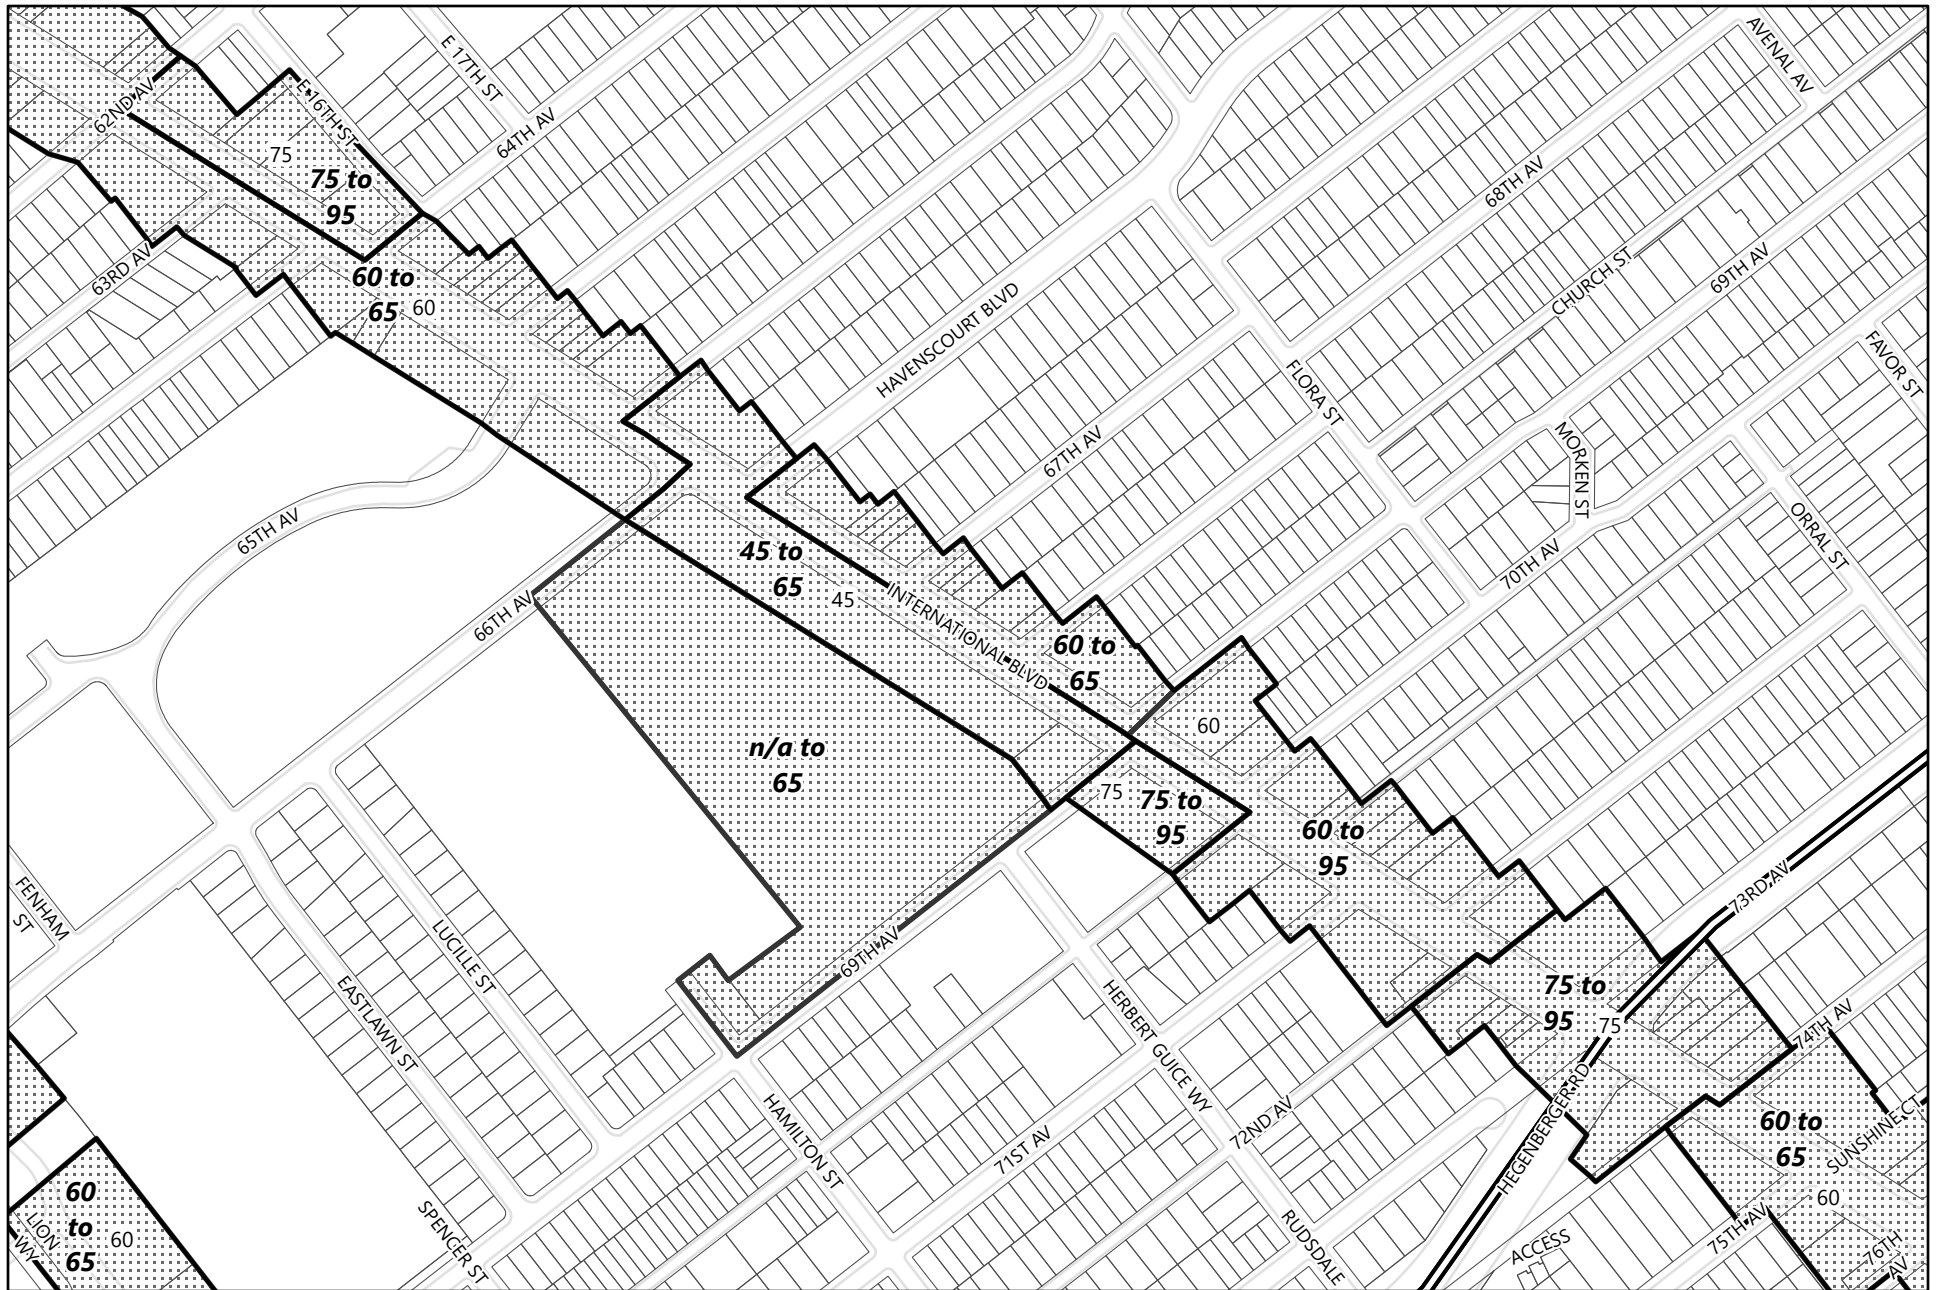 AVENAL AV
E 17TH ST
62ND AV
E 16TH ST
64TH AV
75
75 to
95
68TH AV
63RD AV
60 to
65
60
CHURCH ST
69TH AV
HAVENSCOURT BLVD
FLORA ST
FAVOR ST
67TH AV
MORKEN ST
65TH AV
ORRAL ST
45 to
65
45
70TH AV
INTERNATIONAL BLVD
66TH AV
60 to
65
60
n/a to
65
75
75 to
95
60 to
95
FENHAM
ST
LUCILLE ST
69TH AV
73RD AV
EASTLAWN ST
HERBERT GUICE WY
75 to
95
75
74TH AV
HEGENBERGER RD
HAMILTON ST
71ST AV
72ND AV
60 to
65
SUNSHINE CT
60
60
to
65
60
LION
WY
SPENCER ST
RUDSDALE
ACCESS
75TH AV
76TH
AV